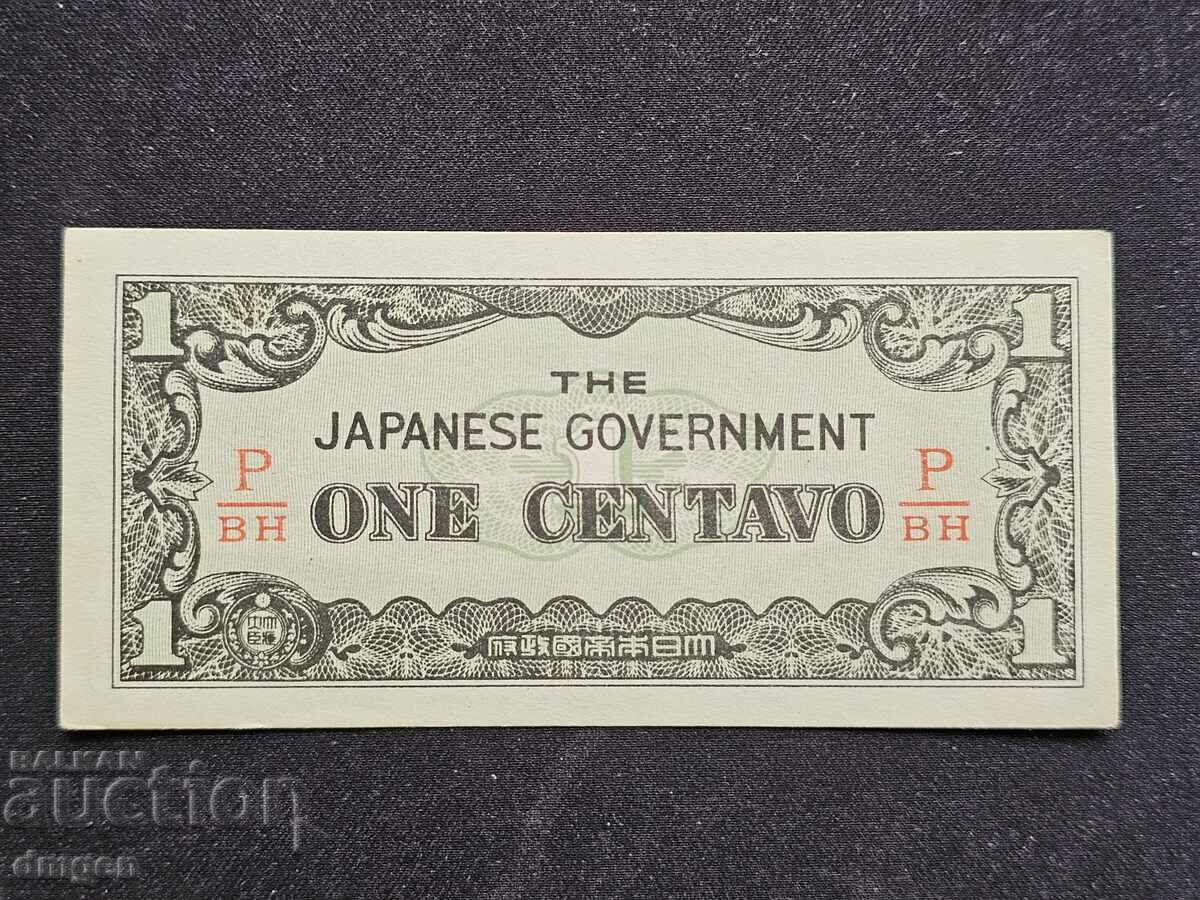 1 1
THE
JAPANESE GOVERNMENT
P P
BH ONE CENTAVO BH
1 1
府政國帝本日大
BALKAN
auction
dmgen